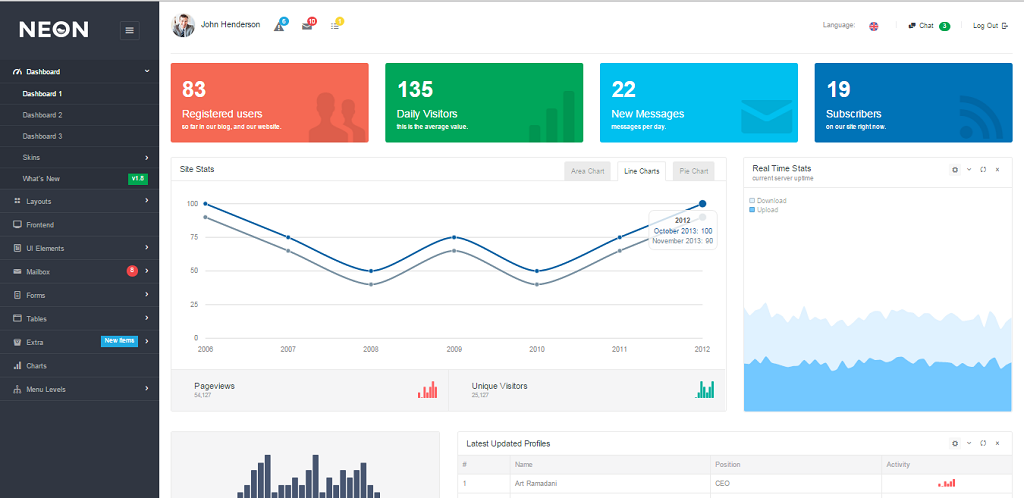 NEON
John Henderson
6
10
1
Language:
Chat
3
Log Out
Dashboard
Dashboard 1
Dashboard 2
Dashboard 3
Skins
What's New
v1.8
Layouts
Frontend
UI Elements
Mailbox
8
Forms
Tables
Extra
New Items
Charts
Menu Levels
83
Registered users
so far in our blog, and our website.
135
Daily Visitors
this is the average value.
22
New Messages
messages per day.
19
Subscribers
on our site right now.
Site Stats
Area Chart
Line Charts
Pie Chart
100
75
50
25
0
2006
2007
2008
2009
2010
2011
2012
2012
October 2013: 100
November 2013: 90
Pageviews
54,127
Unique Visitors
25,127
Real Time Stats
current server uptime
Download
Upload
Latest Updated Profiles
# Name Position Activity
1 Art Ramadani CEO